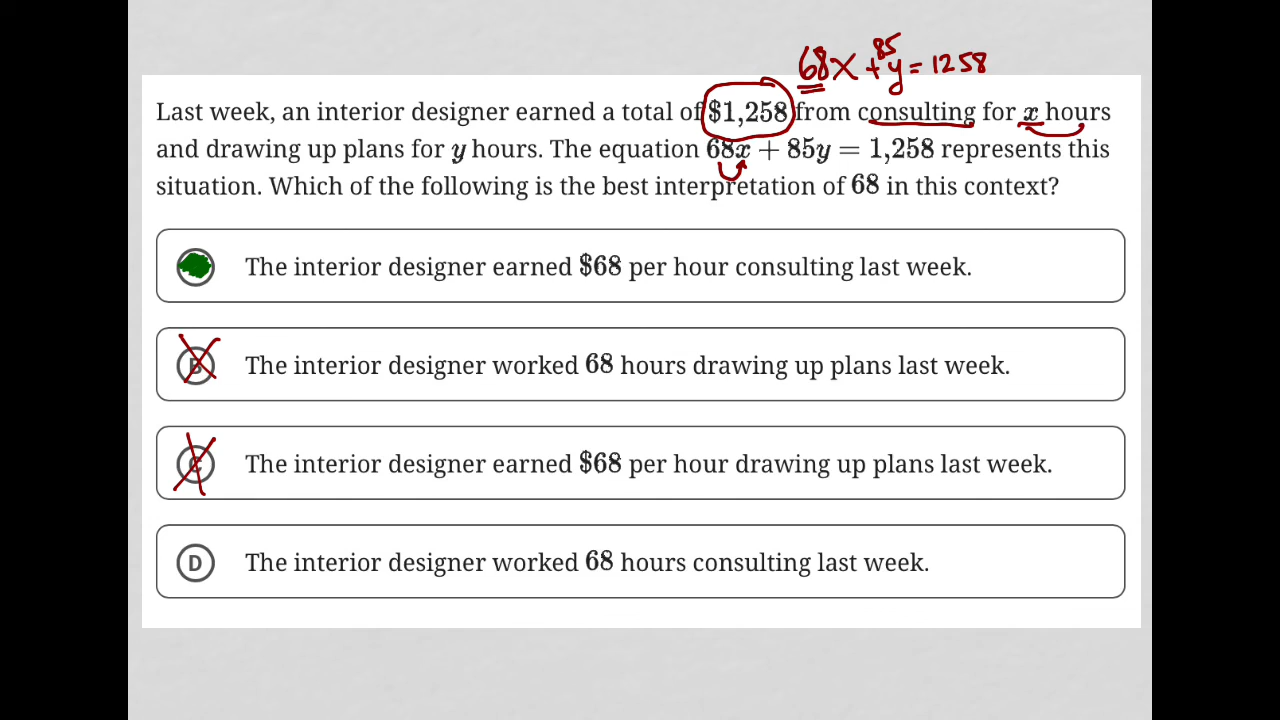 68x + 85y = 1258
Last week, an interior designer earned a total of $1,258 from consulting for x hours
and drawing up plans for y hours. The equation 68x + 85y = 1,258 represents this
situation. Which of the following is the best interpretation of 68 in this context?
The interior designer earned $68 per hour consulting last week.
B The interior designer worked 68 hours drawing up plans last week.
C The interior designer earned $68 per hour drawing up plans last week.
D The interior designer worked 68 hours consulting last week.